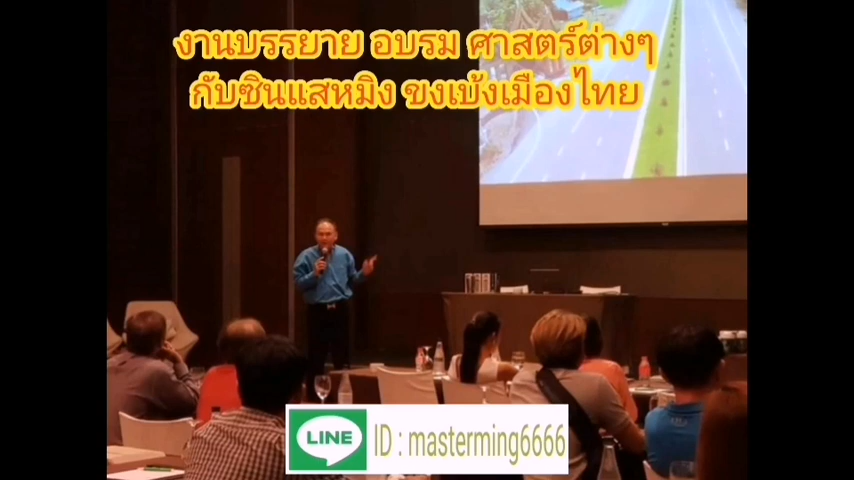 งานบรรยาย อบรม ศาสตร์ต่างๆ
กับซินแสหมิง ขงเบ้งเมืองไทย
LINE ID : masterming6666